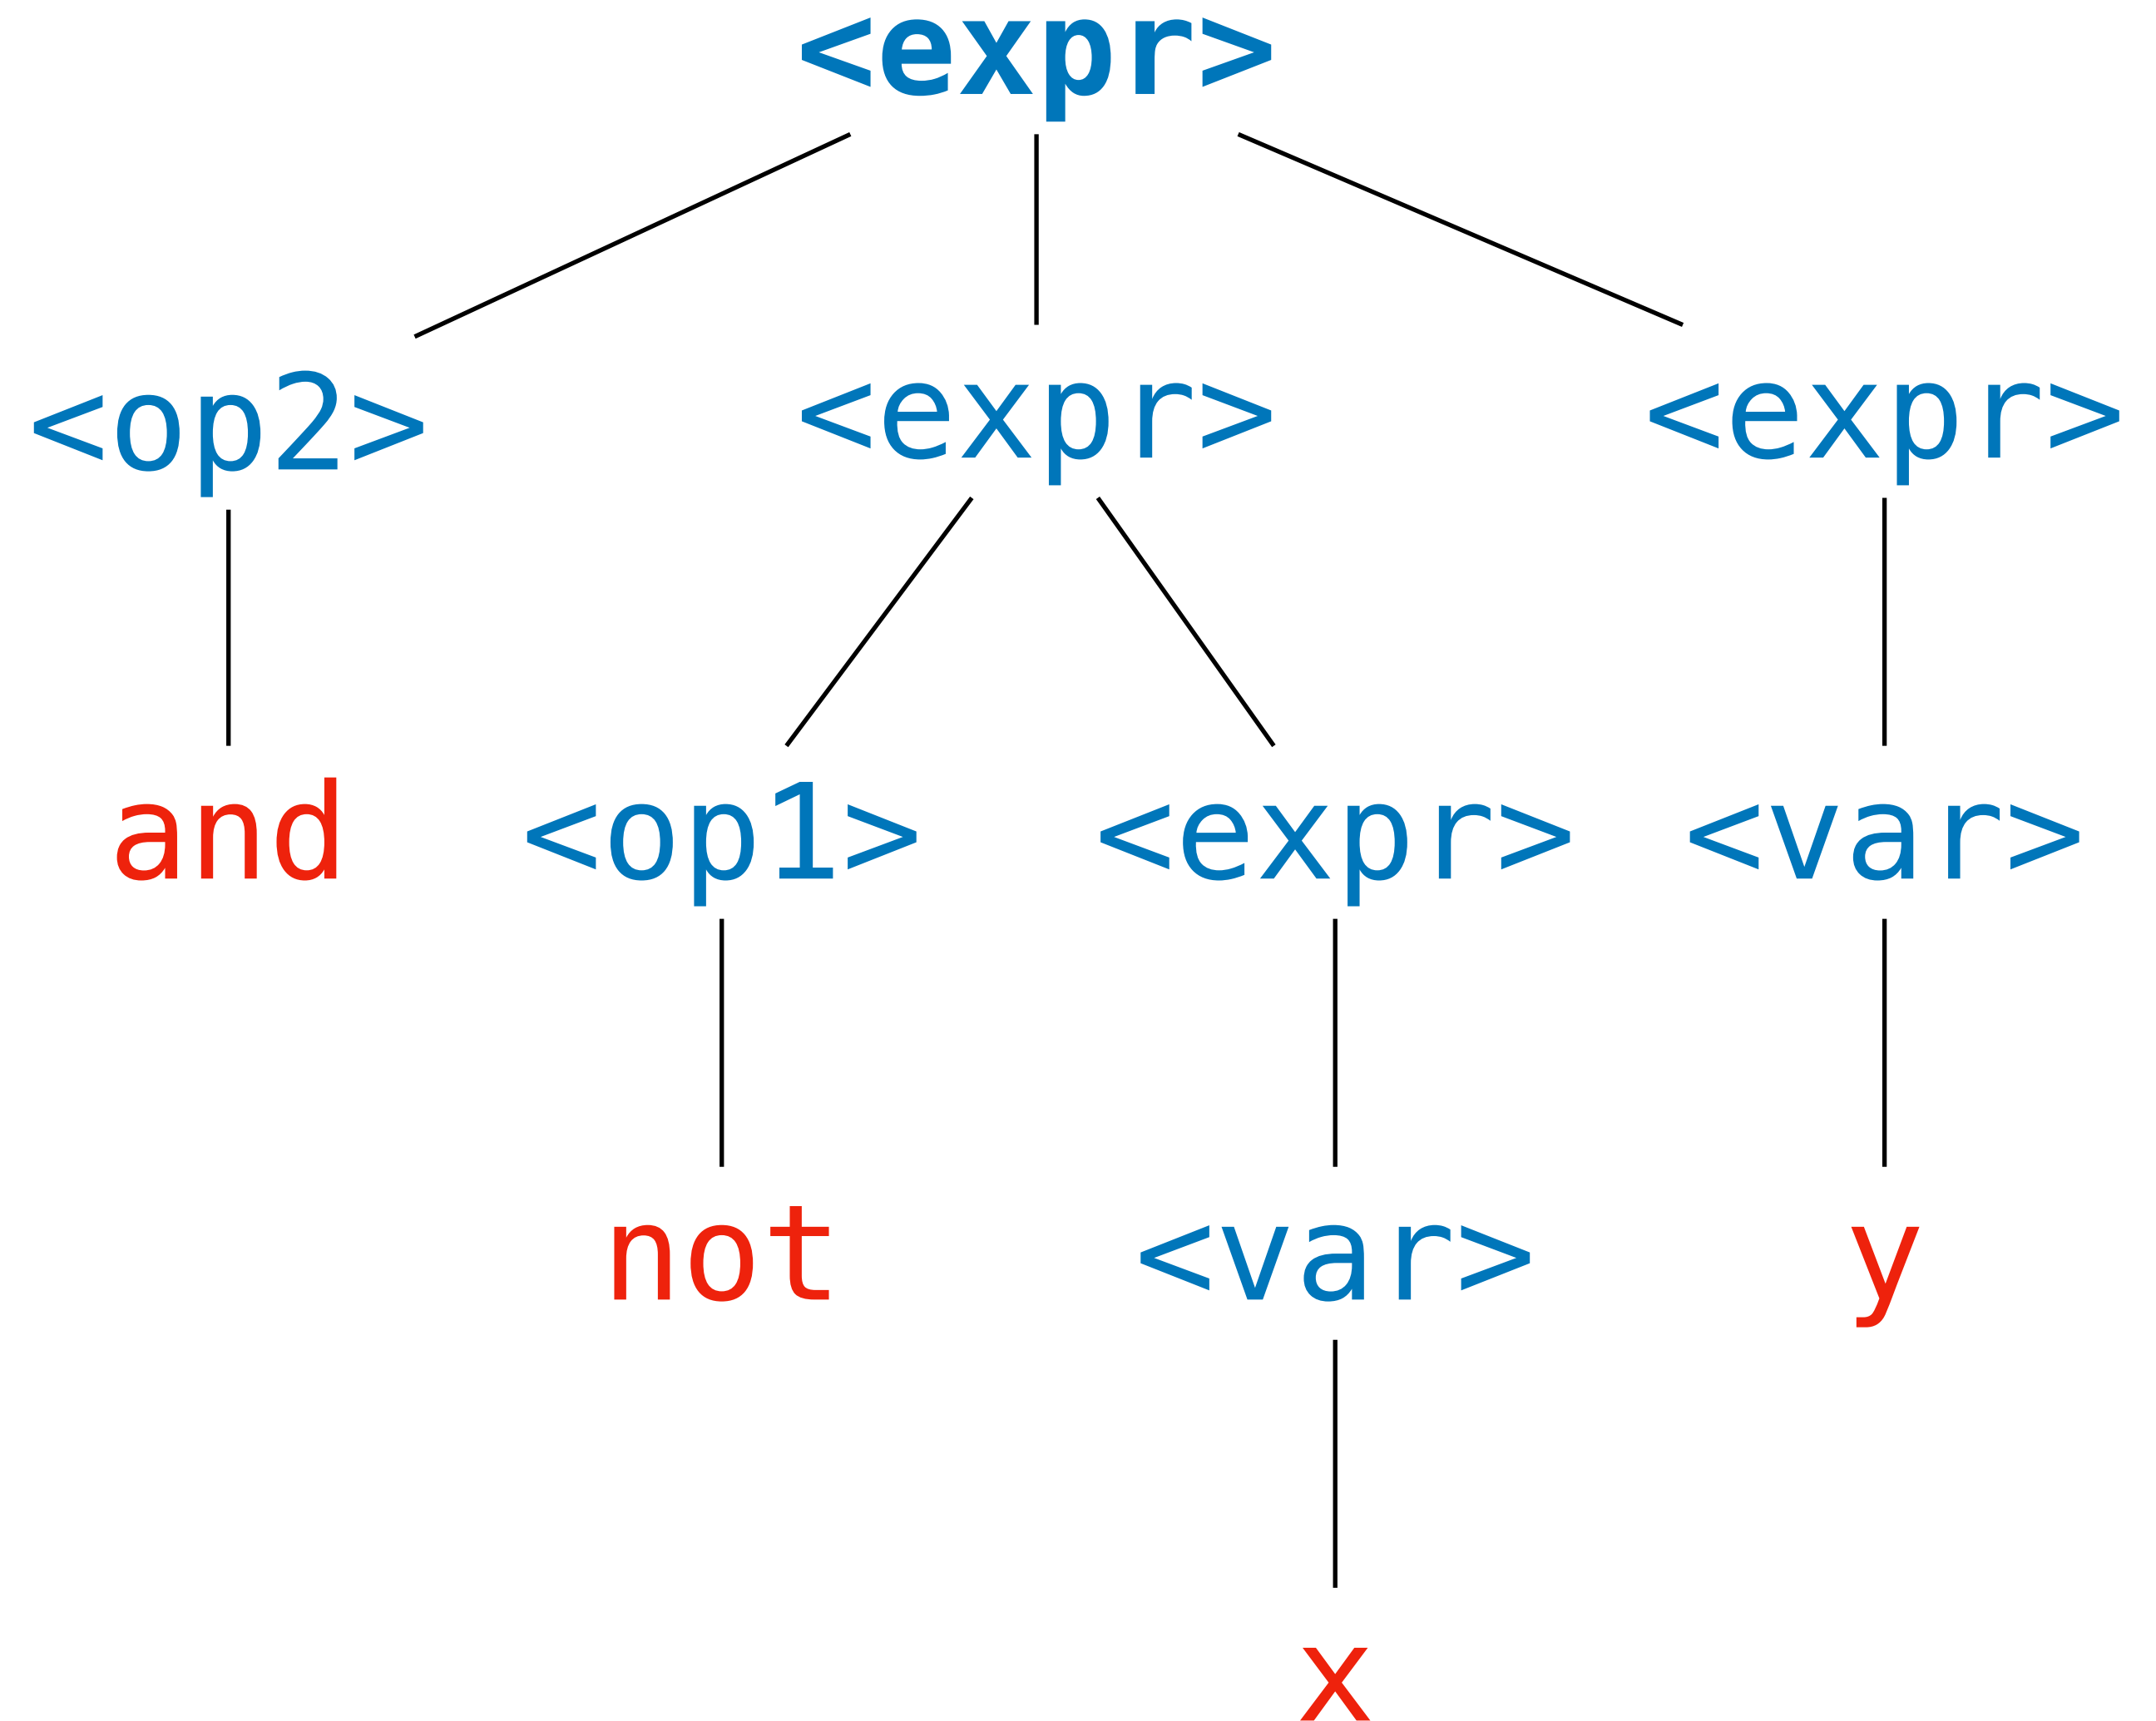 <expr>
<op2> <expr> <expr>
and <op1> <expr> <var>
not <var> y
x